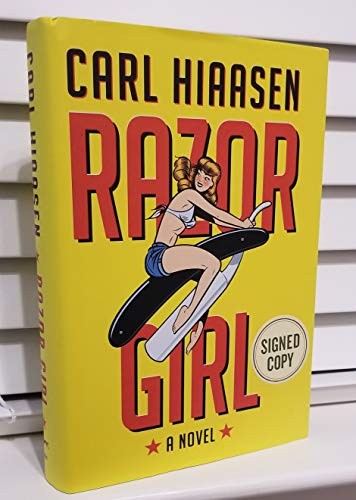 CARL HIAASEN
RAZOR
GIRL
SIGNED
COPY
★ A NOVEL ★
CARL HIAASEN ★ RAZOR GIRL